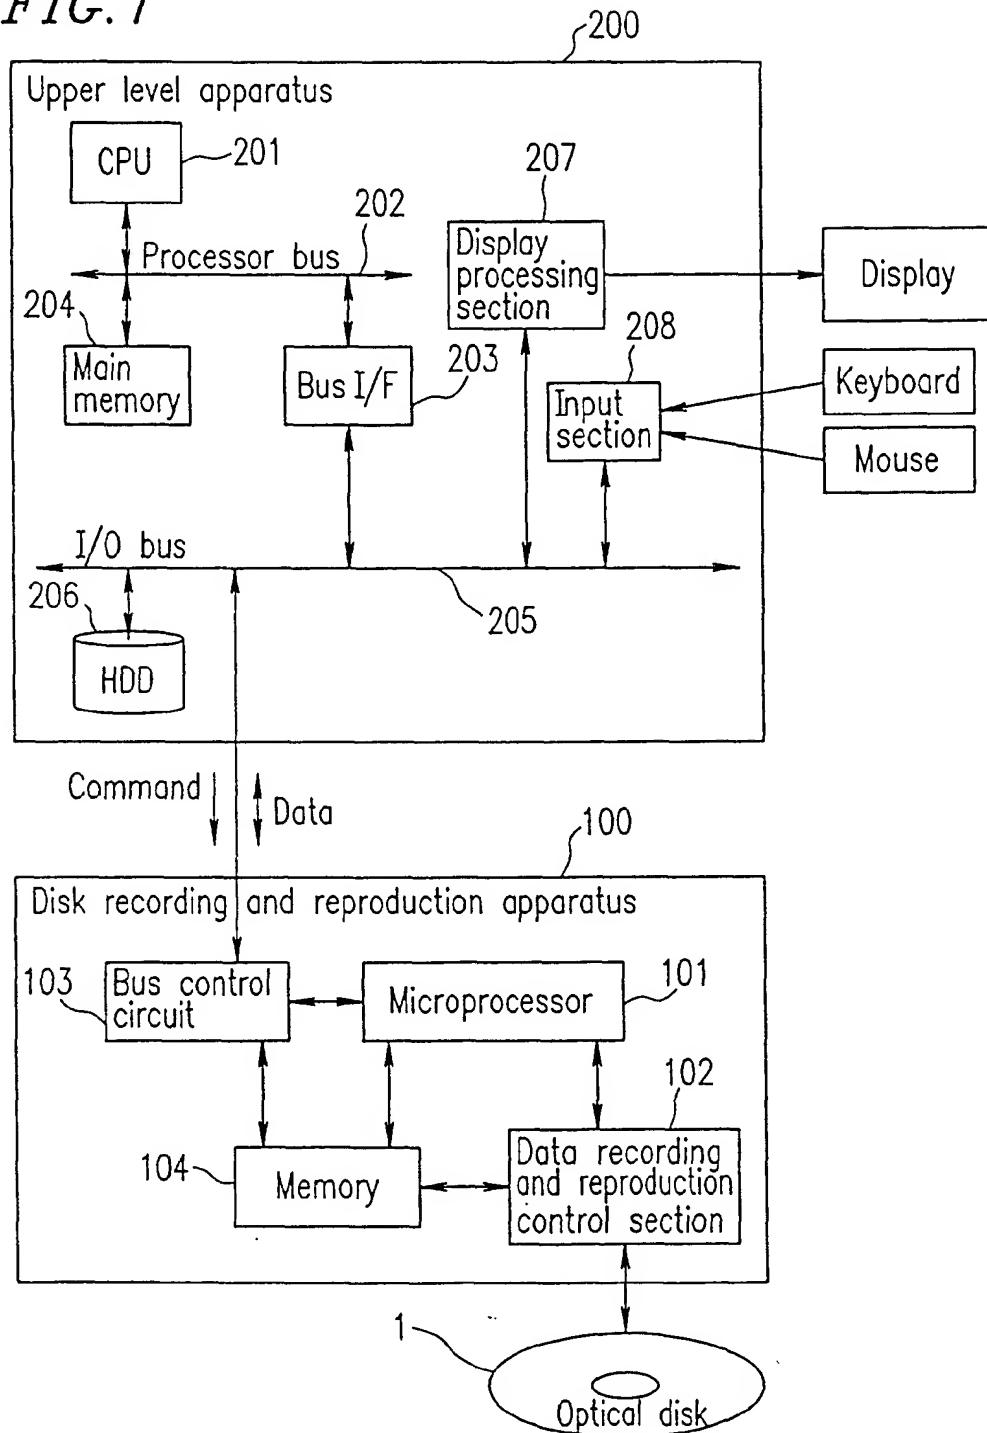 FIG. 7
200
Upper level apparatus
CPU
201
207
202
Processor bus
Display
processing
section
Display
204
208
Main
memory
Bus I/F
203
Input
section
Keyboard
Mouse
I/O bus
206
205
HDD
Command
Data
100
Disk recording and reproduction apparatus
103
Bus control
circuit
Microprocessor
101
102
104
Memory
Data recording
and reproduction
control section
1
Optical disk